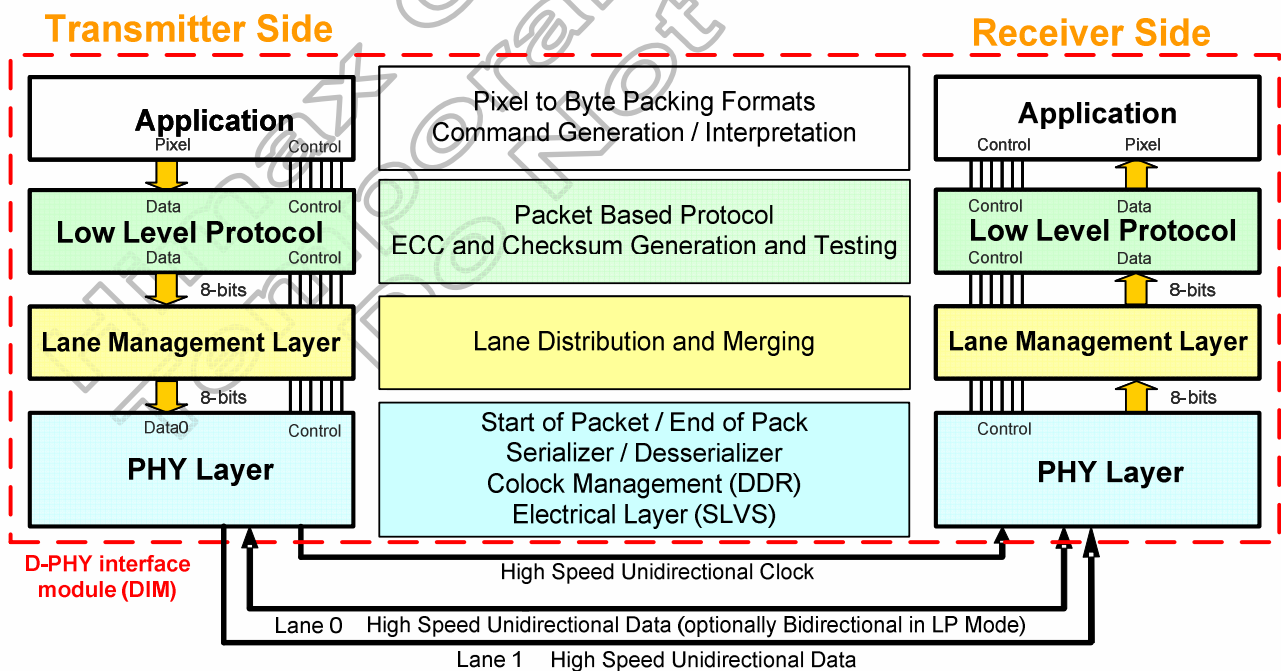 Transmitter Side
Receiver Side
Application
Pixel
Control
Pixel to Byte Packing Formats
Command Generation / Interpretation
Application
Control
Pixel
Data
Control
Low Level Protocol
Data
Control
8-bits
Packet Based Protocol
ECC and Checksum Generation and Testing
Control
Data
Low Level Protocol
Control
Data
8-bits
Lane Management Layer
8-bits
Lane Distribution and Merging
Lane Management Layer
8-bits
Data0
Control
PHY Layer
Start of Packet / End of Pack
Serializer / Desserializer
Colock Management (DDR)
Electrical Layer (SLVS)
Control
PHY Layer
D-PHY interface
module (DIM)
High Speed Unidirectional Clock
Lane 0 High Speed Unidirectional Data (optionally Bidirectional in LP Mode)
Lane 1 High Speed Unidirectional Data
Himax
Do Not